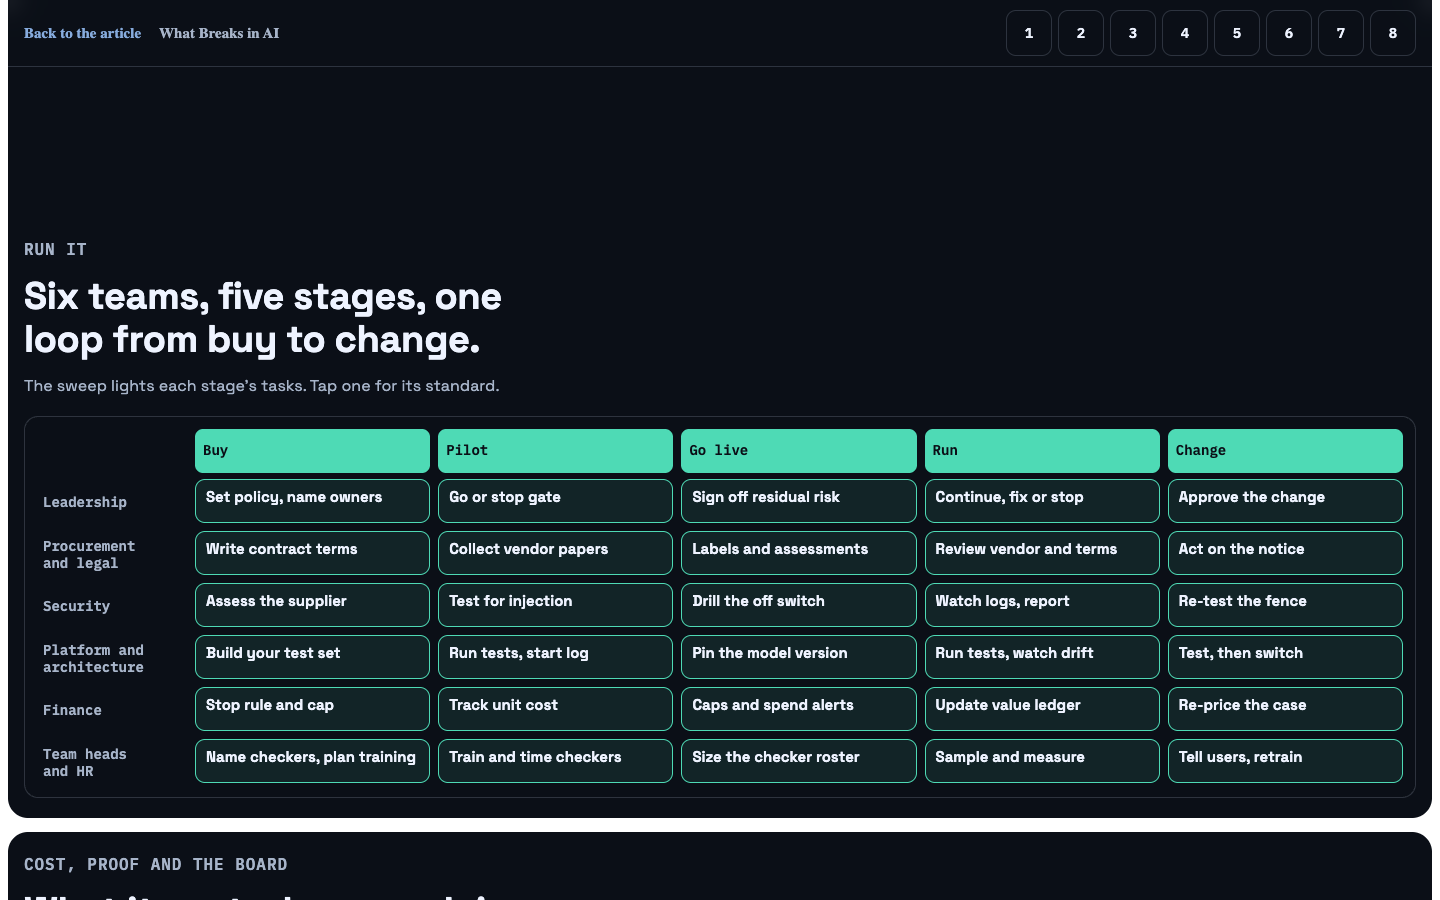 Back to the article What Breaks in AI 1 2 3 4 5 6 7 8
RUN IT
Six teams, five stages, one
loop from buy to change.
The sweep lights each stage's tasks. Tap one for its standard.
Buy Pilot Go live Run Change
Leadership Set policy, name owners Go or stop gate Sign off residual risk Continue, fix or stop Approve the change
Procurement and legal Write contract terms Collect vendor papers Labels and assessments Review vendor and terms Act on the notice
Security Assess the supplier Test for injection Drill the off switch Watch logs, report Re-test the fence
Platform and architecture Build your test set Run tests, start log Pin the model version Run tests, watch drift Test, then switch
Finance Stop rule and cap Track unit cost Caps and spend alerts Update value ledger Re-price the case
Team heads and HR Name checkers, plan training Train and time checkers Size the checker roster Sample and measure Tell users, retrain
COST, PROOF AND THE BOARD